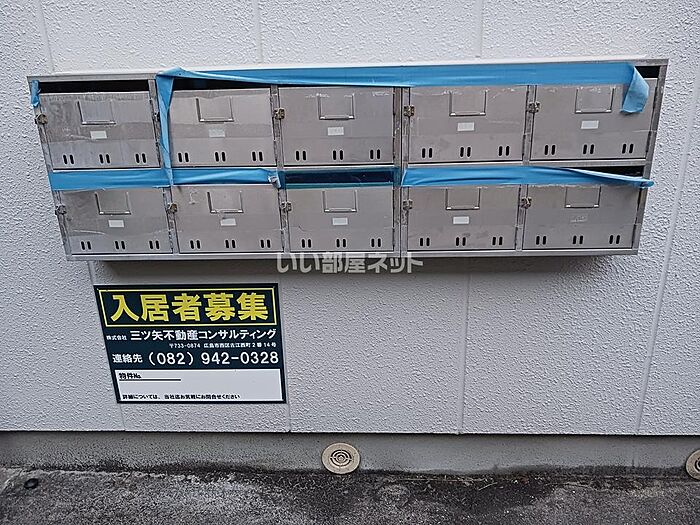 いい部屋ネット
入居者募集
株式会社 三ツ矢不動産コンサルティング
〒733-0874 広島市西区古江西町2番14号
連絡先 (082) 942-0328
物件No.
詳細については、当社迄お気軽にお問合せください